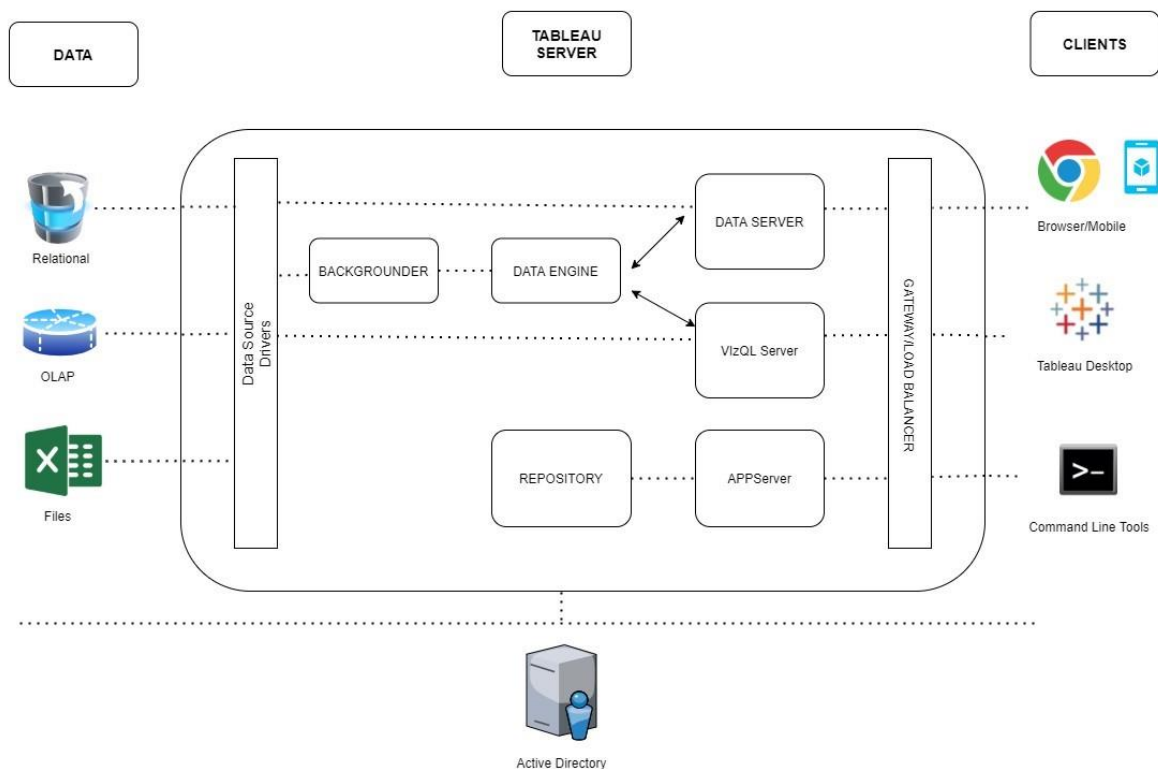 DATA
TABLEAU
SERVER
CLIENTS
Relational
OLAP
Files
Data Source
Drivers
BACKGROUNDER
DATA ENGINE
DATA SERVER
VIzQL Server
REPOSITORY
APPServer
GATEWAY/LOAD BALANCER
Browser/Mobile
Tableau Desktop
Command Line Tools
Active Directory